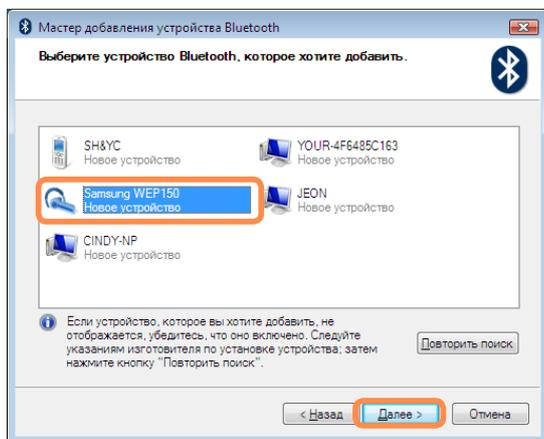 Мастер добавления устройства Bluetooth
Выберите устройство Bluetooth, которое хотите добавить.
SH&YC
Новое устройство
YOUR-4F6485C163
Новое устройство
Samsung WEP150
Новое устройство
JEON
Новое устройство
CINDY-NP
Новое устройство
Если устройство, которое вы хотите добавить, не
отображается, убедитесь, что оно включено. Следуйте
указаниям изготовителя по установке устройства; затем
нажмите кнопку "Повторить поиск".
Повторить поиск
< Назад
Далее >
Отмена